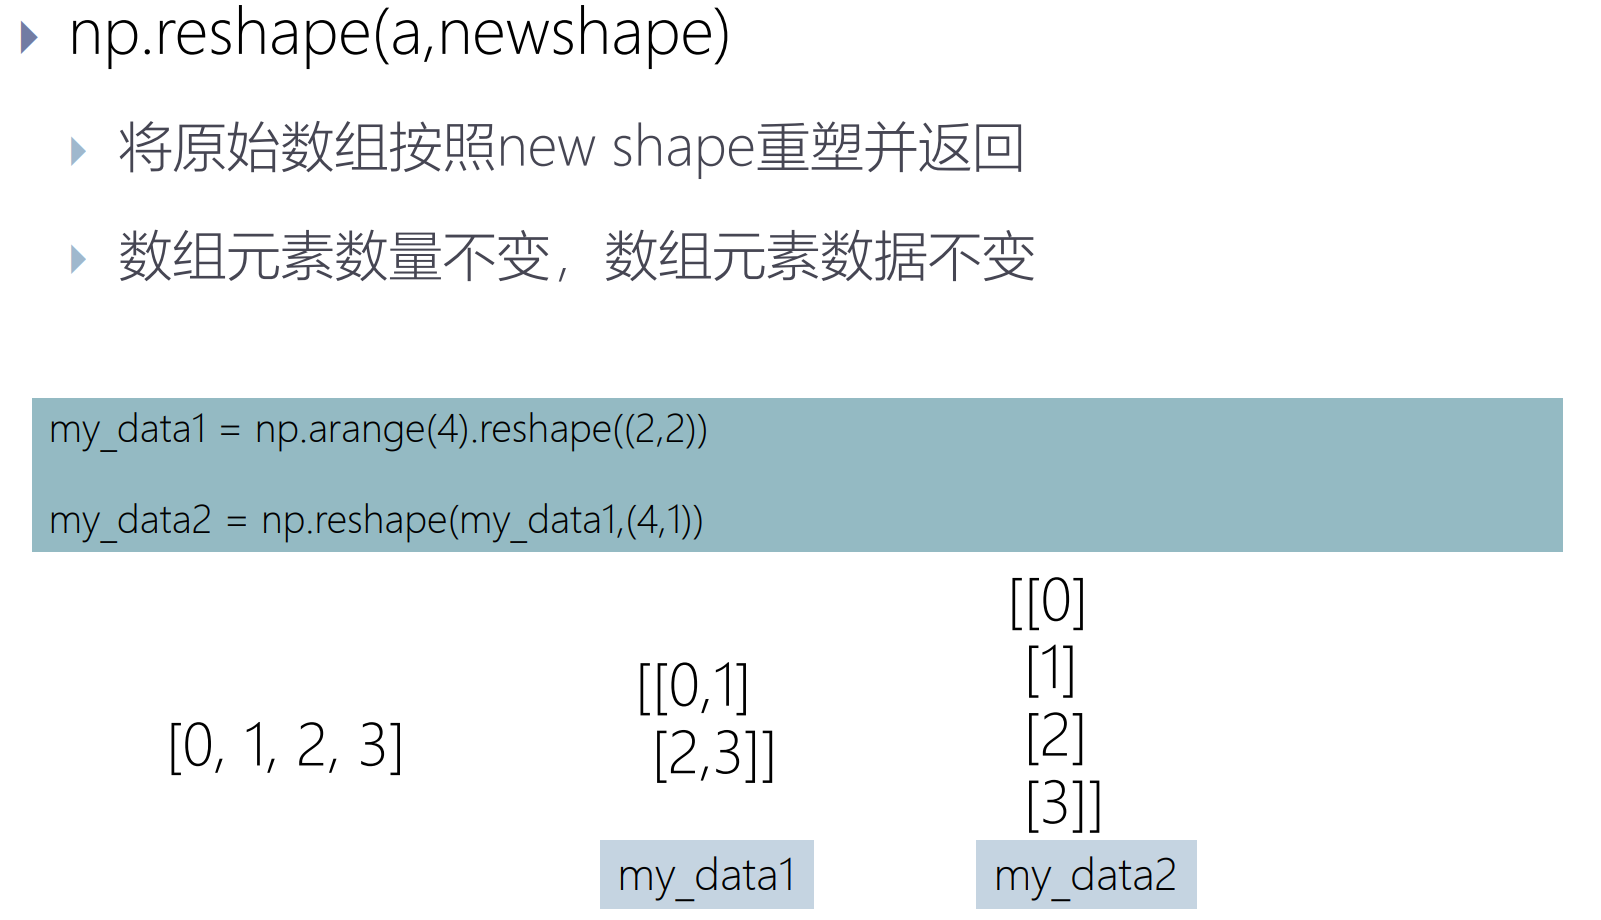 np.reshape(a,newshape)
将原始数组按照new shape重塑并返回
数组元素数量不变，数组元素数据不变
my_data1 = np.arange(4).reshape((2,2))
my_data2 = np.reshape(my_data1,(4,1))
[0, 1, 2, 3]
[[0,1]
[2,3]]
my_data1
[[0]
[1]
[2]
[3]]
my_data2